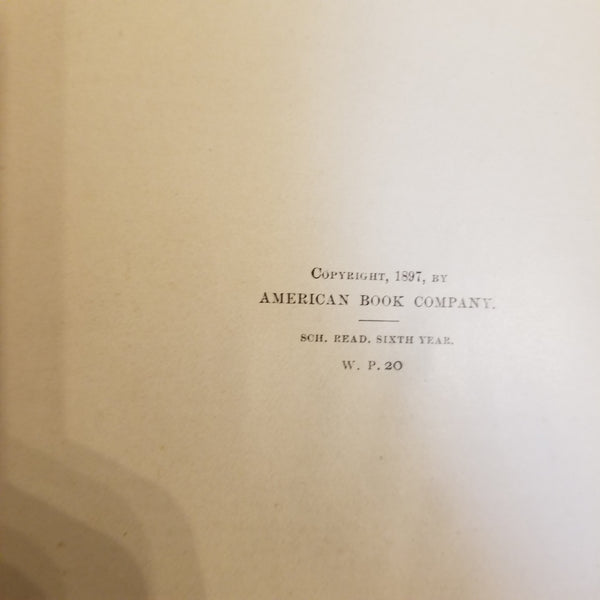 Copyright, 1897, by
AMERICAN BOOK COMPANY.
SCH. READ. SIXTH YEAR.
W. P. 20